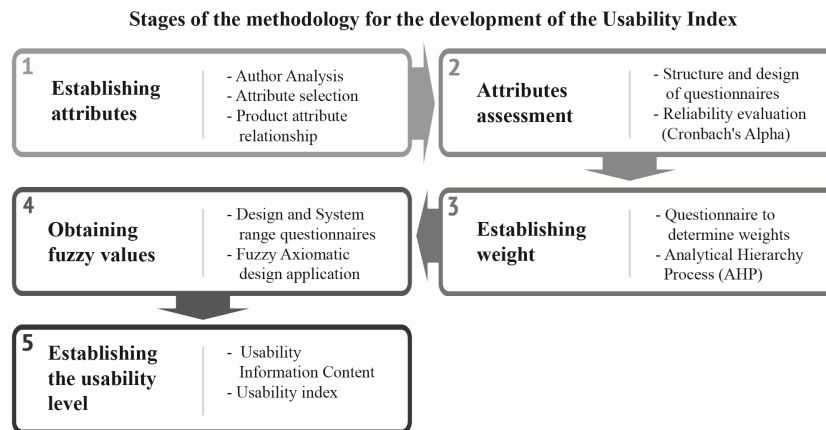 Stages of the methodology for the development of the Usability Index
1
Establishing
attributes
- Author Analysis
- Attribute selection
- Product attribute
relationship
2
Attributes
assessment
- Structure and design
of questionnaires
- Reliability evaluation
(Cronbach's Alpha)
3
Establishing
weight
- Questionnaire to
determine weights
- Analytical Hierarchy
Process (AHP)
4
Obtaining
fuzzy values
- Design and System
range questionnaires
- Fuzzy Axiomatic
design application
5
Establishing
the usability
level
- Usability
Information Content
- Usability index